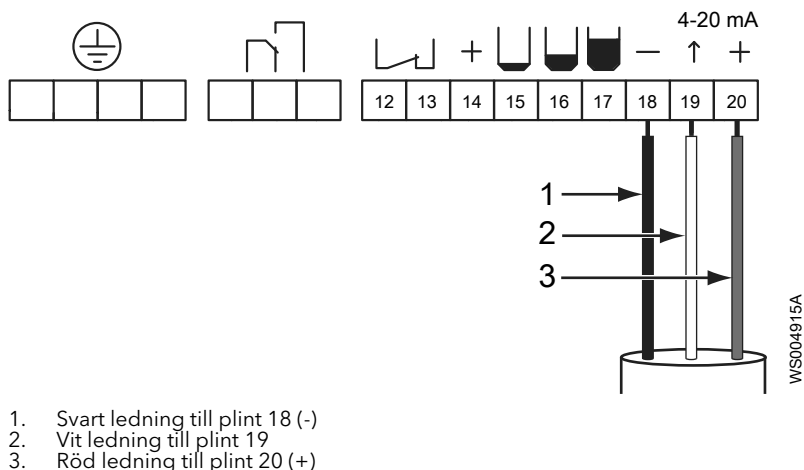 4-20 mA
+ − ↑ +
12 13 14 15 16 17 18 19 20
1
2
3
WS004915A
1. Svart ledning till plint 18 (-)
2. Vit ledning till plint 19
3. Röd ledning till plint 20 (+)